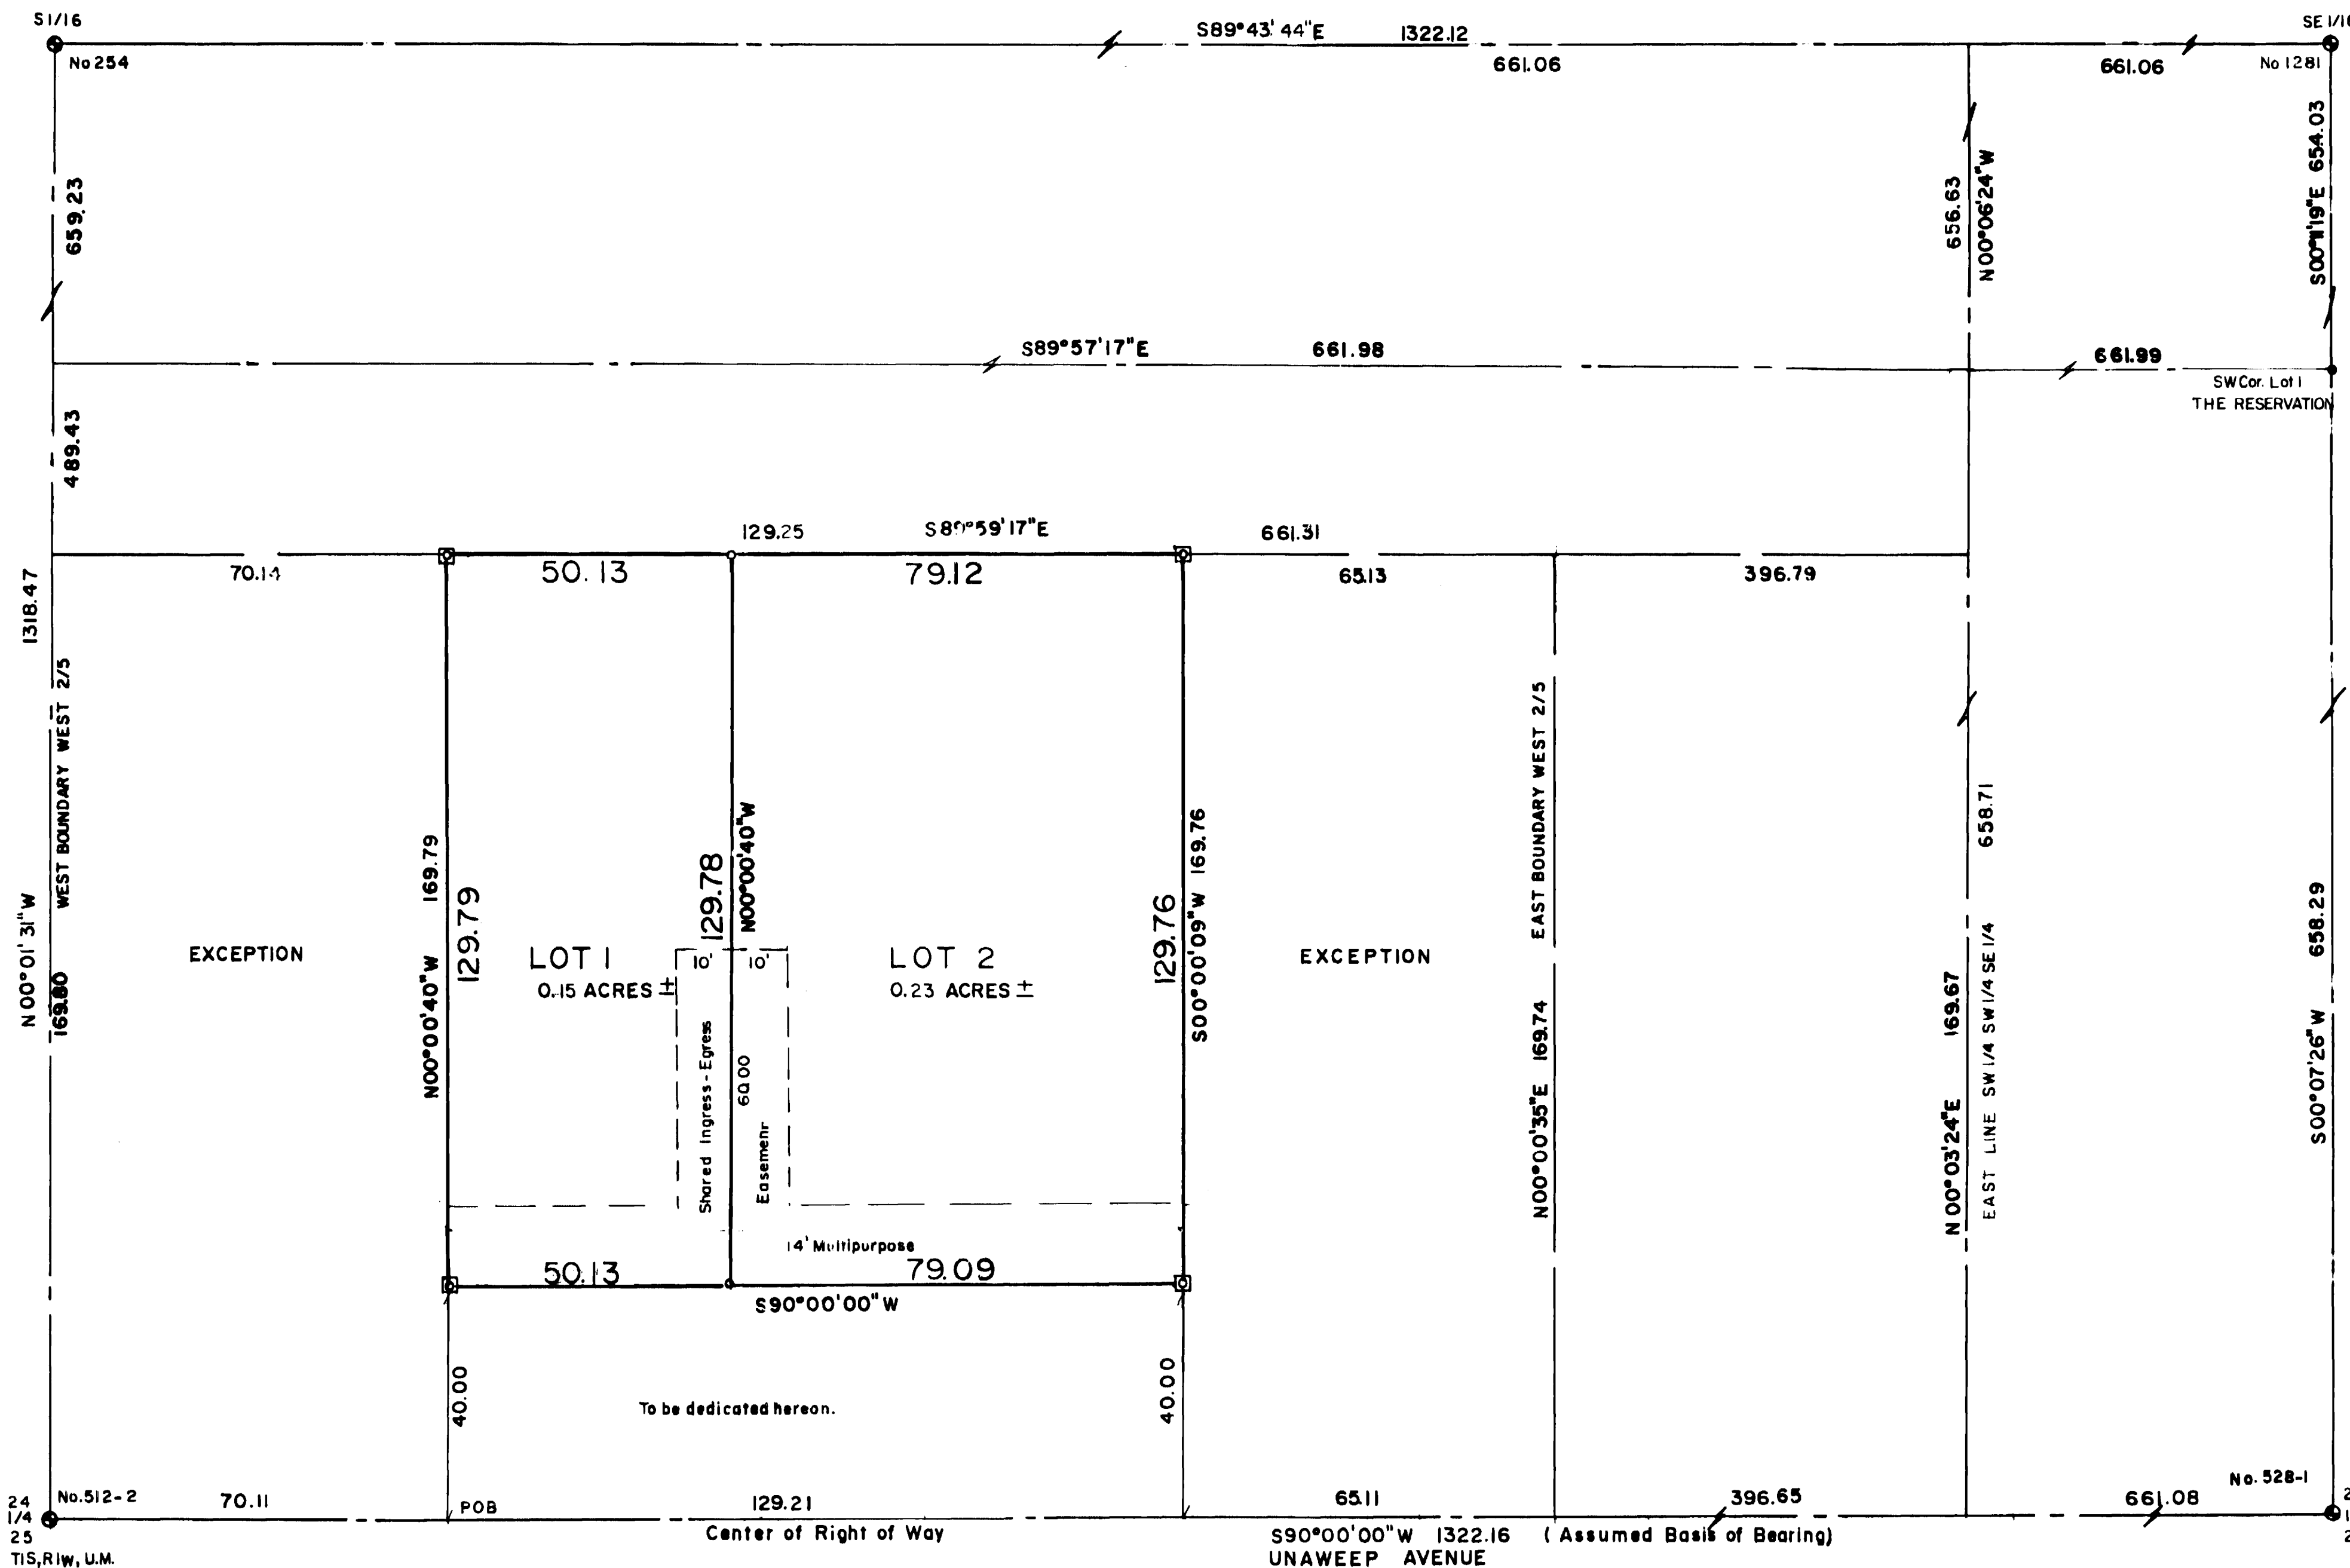 S1/16
SE 1/16
S89°43'44"E 1322.12
No 254
661.06
661.06
No 1281
659.23
656.63
N00°06'24"W
S00°11'19"E 654.03
S89°57'17"E 661.98
661.99
SW Cor. Lot 1
THE RESERVATION
489.43
129.25 S89°59'17"E 661.31
70.14
50.13
79.12
65.13
396.79
1318.47
N00°01'31"W
WEST BOUNDARY WEST 2/5
169.80
N00°00'40"W 169.79
129.79
129.78
N00°00'40"W
129.76
S00°00'09"W 169.76
N00°00'35"E 169.74 EAST BOUNDARY WEST 2/5
N00°03'24"E 169.67
EAST LINE SW1/4 SW1/4 SE1/4 658.71
S00°07'26"W 658.29
EXCEPTION
LOT 1
0.15 ACRES ±
10' 10'
LOT 2
0.23 ACRES ±
EXCEPTION
Shared Ingress-Egress
60.00
Easemenr
14' Multipurpose
50.13
79.09
S90°00'00"W
40.00
40.00
To be dedicated hereon.
No. 528-1
24
1/4
25
No.512-2
70.11
POB
129.21
65.11
396.65
661.08
Center of Right of Way
S90°00'00"W 1322.16 (Assumed Basis of Bearing)
UNAWEEP AVENUE
T1S,R1W, U.M.